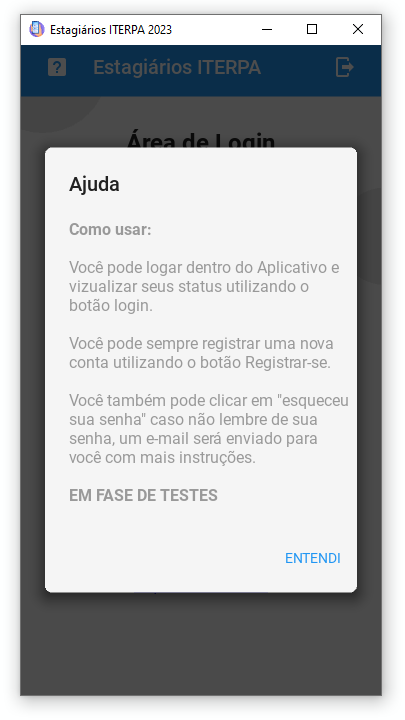 Estagiários ITERPA 2023
Estagiários ITERPA
Área de Login
Ajuda
Como usar:
Você pode logar dentro do Aplicativo e
vizualizar seus status utilizando o
botão login.
Você pode sempre registrar uma nova
conta utilizando o botão Registrar-se.
Você também pode clicar em "esqueceu
sua senha" caso não lembre de sua
senha, um e-mail será enviado para
você com mais instruções.
EM FASE DE TESTES
ENTENDI